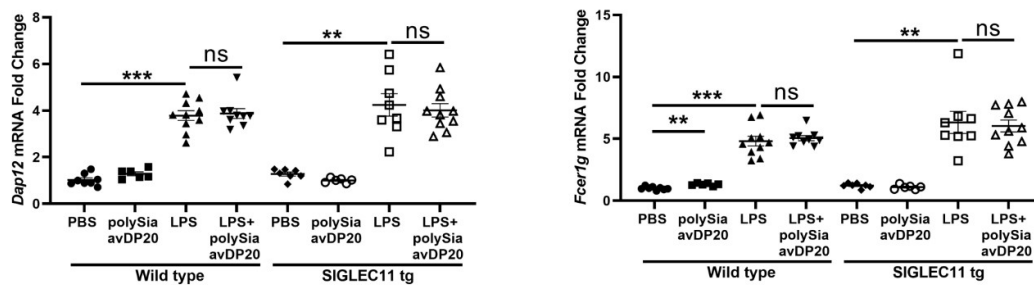 Dap12 mRNA Fold Change
8
6
4
2
0
***
ns
**
ns
PBS
polySia
avDP20
LPS
LPS+
polySia
avDP20
PBS
polySia
avDP20
LPS
LPS+
polySia
avDP20
Wild type
SIGLEC11 tg
Fcer1g mRNA Fold Change
15
10
5
0
**
***
ns
**
ns
PBS
polySia
avDP20
LPS
LPS+
polySia
avDP20
PBS
polySia
avDP20
LPS
LPS+
polySia
avDP20
Wild type
SIGLEC11 tg